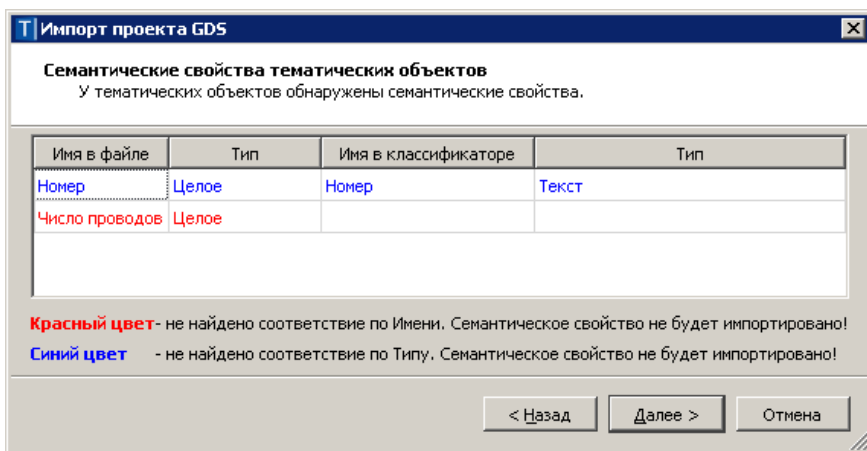 T Импорт проекта GDS
Семантические свойства тематических объектов
У тематических объектов обнаружены семантические свойства.
Имя в файле Тип Имя в классификаторе Тип
Номер Целое Номер Текст
Число проводов Целое
Красный цвет- не найдено соответствие по Имени. Семантическое свойство не будет импортировано!
Синий цвет - не найдено соответствие по Типу. Семантическое свойство не будет импортировано!
< Назад Далее > Отмена